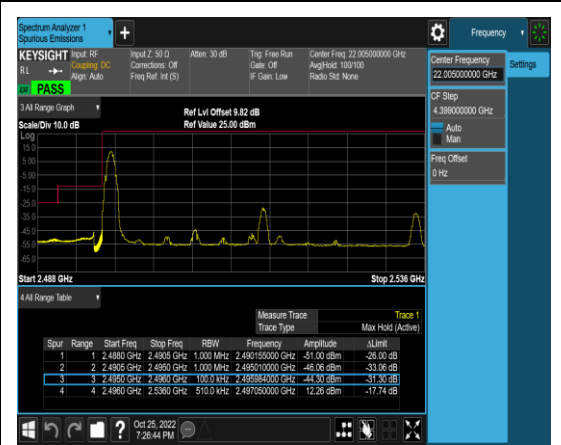 Spectrum Analyzer 1
Spurious Emissions
Frequency
KEYSIGHT Input: RF Input Z: 50 Ω Atten: 30 dB Trig: Free Run Center Freq: 22.005000000 GHz
RL Coupling: DC Corrections: Off Gate: Off Avg|Hold: 100/100
Align: Auto Freq Ref: Int (S) IF Gain: Low Radio Std: None
PASS
Center Frequency
22.005000000 GHz
Settings
CF Step
4.399000000 GHz
Auto
Man
Freq Offset
0 Hz
3 All Range Graph
Ref Lvl Offset 9.82 dB
Scale/Div 10.0 dB Ref Value 25.00 dBm
Log
15.0
5.00
-5.00
-15.0
-25.0
-35.0
-45.0
-55.0
-65.0
Start 2.488 GHz Stop 2.536 GHz
4 All Range Table
Measure Trace Trace 1
Trace Type Max Hold (Active)
Spur Range Start Freq Stop Freq RBW Frequency Amplitude ΔLimit
1 1 2.4880 GHz 2.4905 GHz 1.000 MHz 2.490155000 GHz -51.00 dBm -26.00 dB
2 2 2.4905 GHz 2.4950 GHz 1.000 MHz 2.495010000 GHz -46.06 dBm -33.06 dB
3 3 2.4950 GHz 2.4960 GHz 100.0 kHz 2.495984000 GHz -44.30 dBm -31.30 dB
4 4 2.4960 GHz 2.5360 GHz 510.0 kHz 2.497050000 GHz 12.26 dBm -17.74 dB
Oct 25, 2022
7:26:44 PM